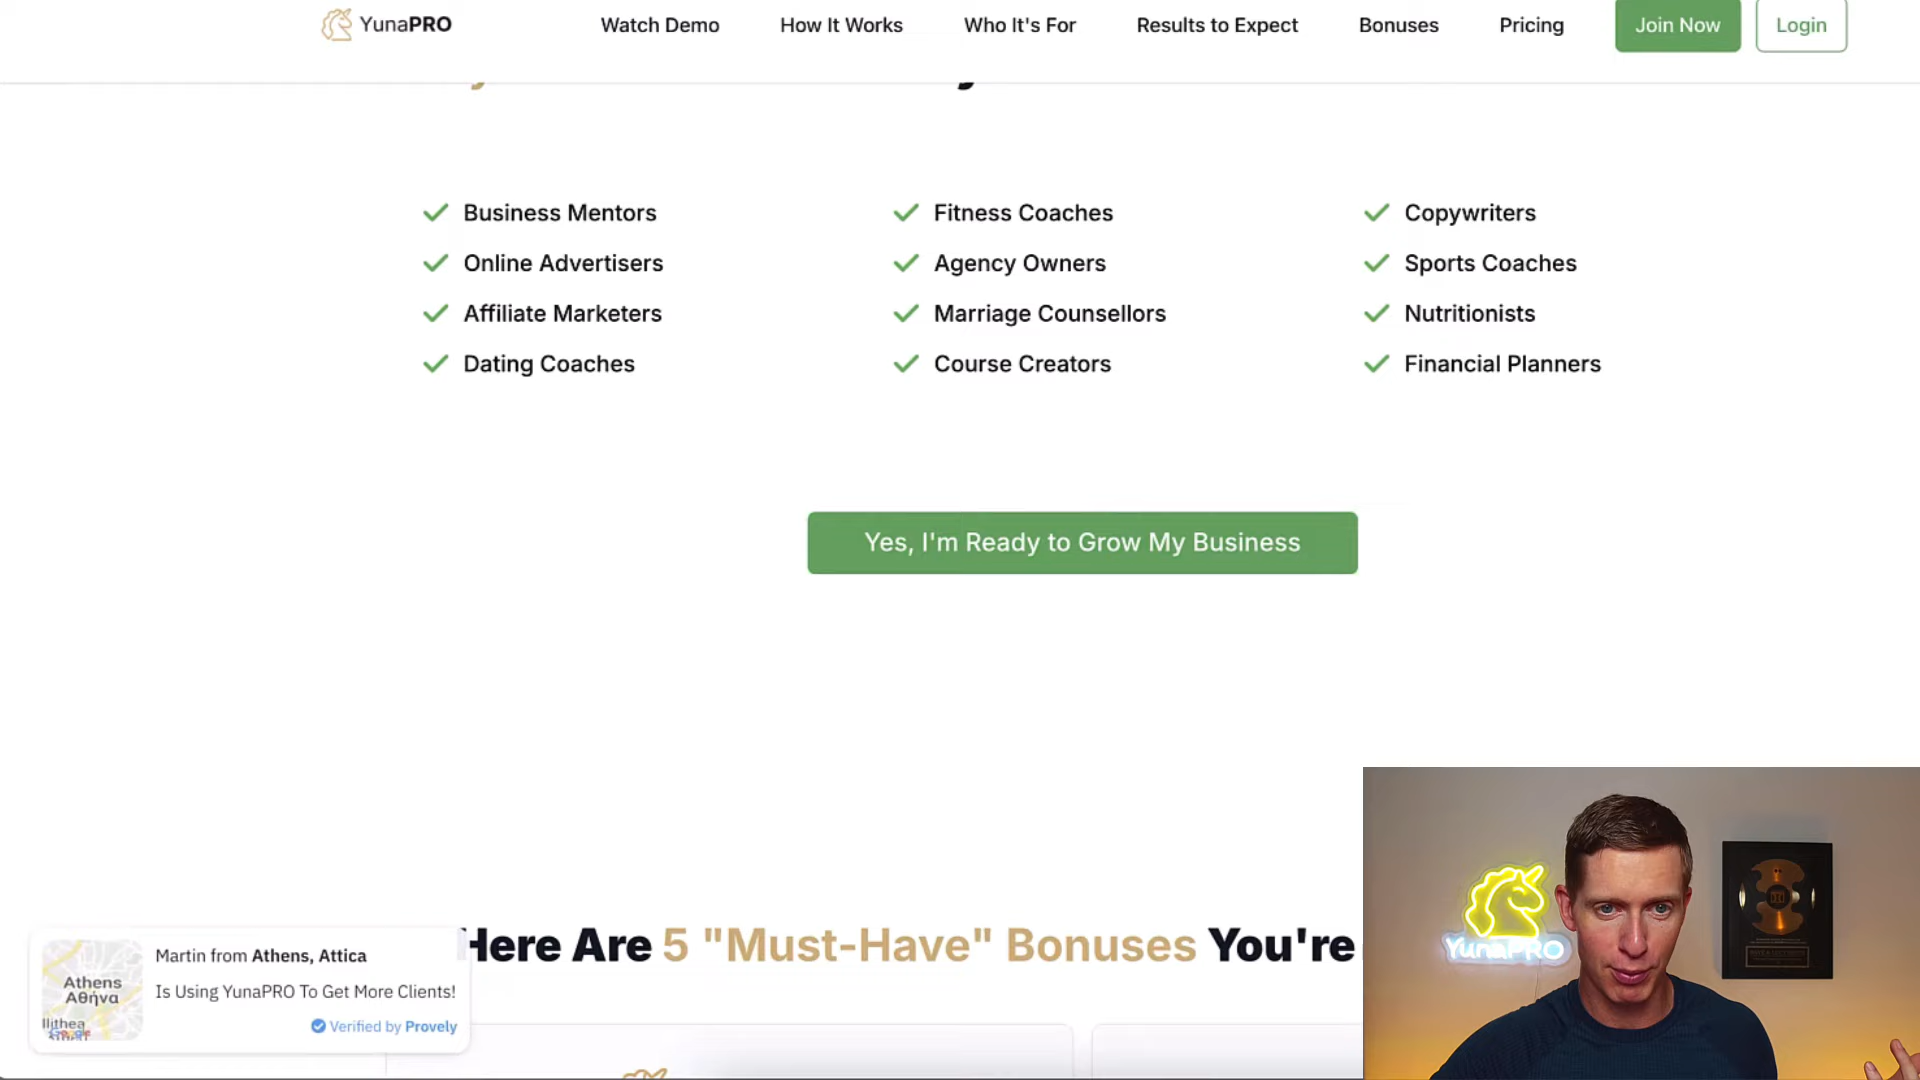 YunaPRO
Watch Demo
How It Works
Who It's For
Results to Expect
Bonuses
Pricing
Join Now
Login
Business Mentors
Fitness Coaches
Copywriters
Online Advertisers
Agency Owners
Sports Coaches
Affiliate Marketers
Marriage Counsellors
Nutritionists
Dating Coaches
Course Creators
Financial Planners
Yes, I'm Ready to Grow My Business
Here Are 5 "Must-Have" Bonuses You're
Martin from Athens, Attica
Is Using YunaPRO To Get More Clients!
Verified by Provely
Athens
Αθήνα
llithea
YunaPRO